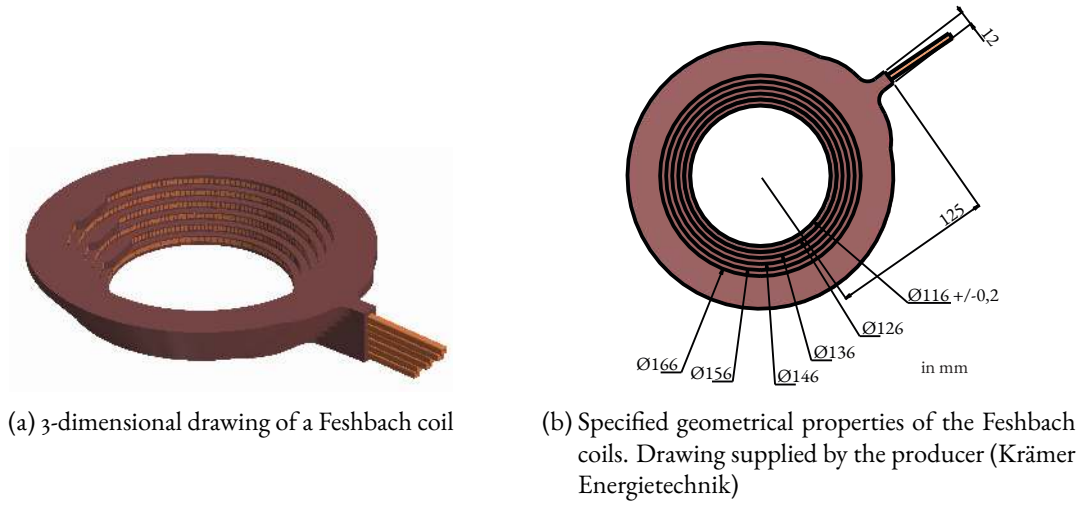 12
125
Ø116 +/-0,2
Ø126
Ø136
Ø166
Ø156
Ø146
in mm
(a) 3-dimensional drawing of a Feshbach coil
(b) Specified geometrical properties of the Feshbach
coils. Drawing supplied by the producer (Krämer
Energietechnik)